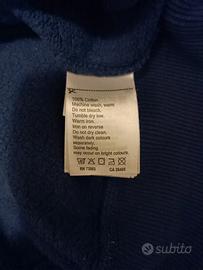 100% Cotton
Machine wash, warm
Do not bleach.
Tumble dry low.
Warm iron.
Iron on reverse
Do not dry clean.
Wash dark colours
separately.
Some fading
may occur on bright colours.
RN 73965
CA 26405
subito